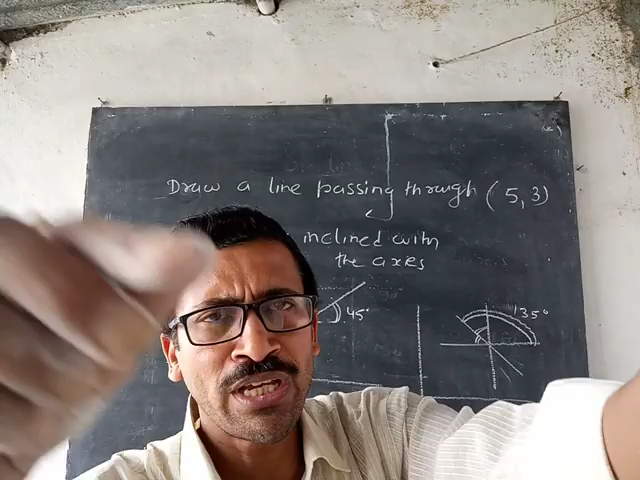 Draw a line passing through (5,3)
inclined with
the axes
45°
135°